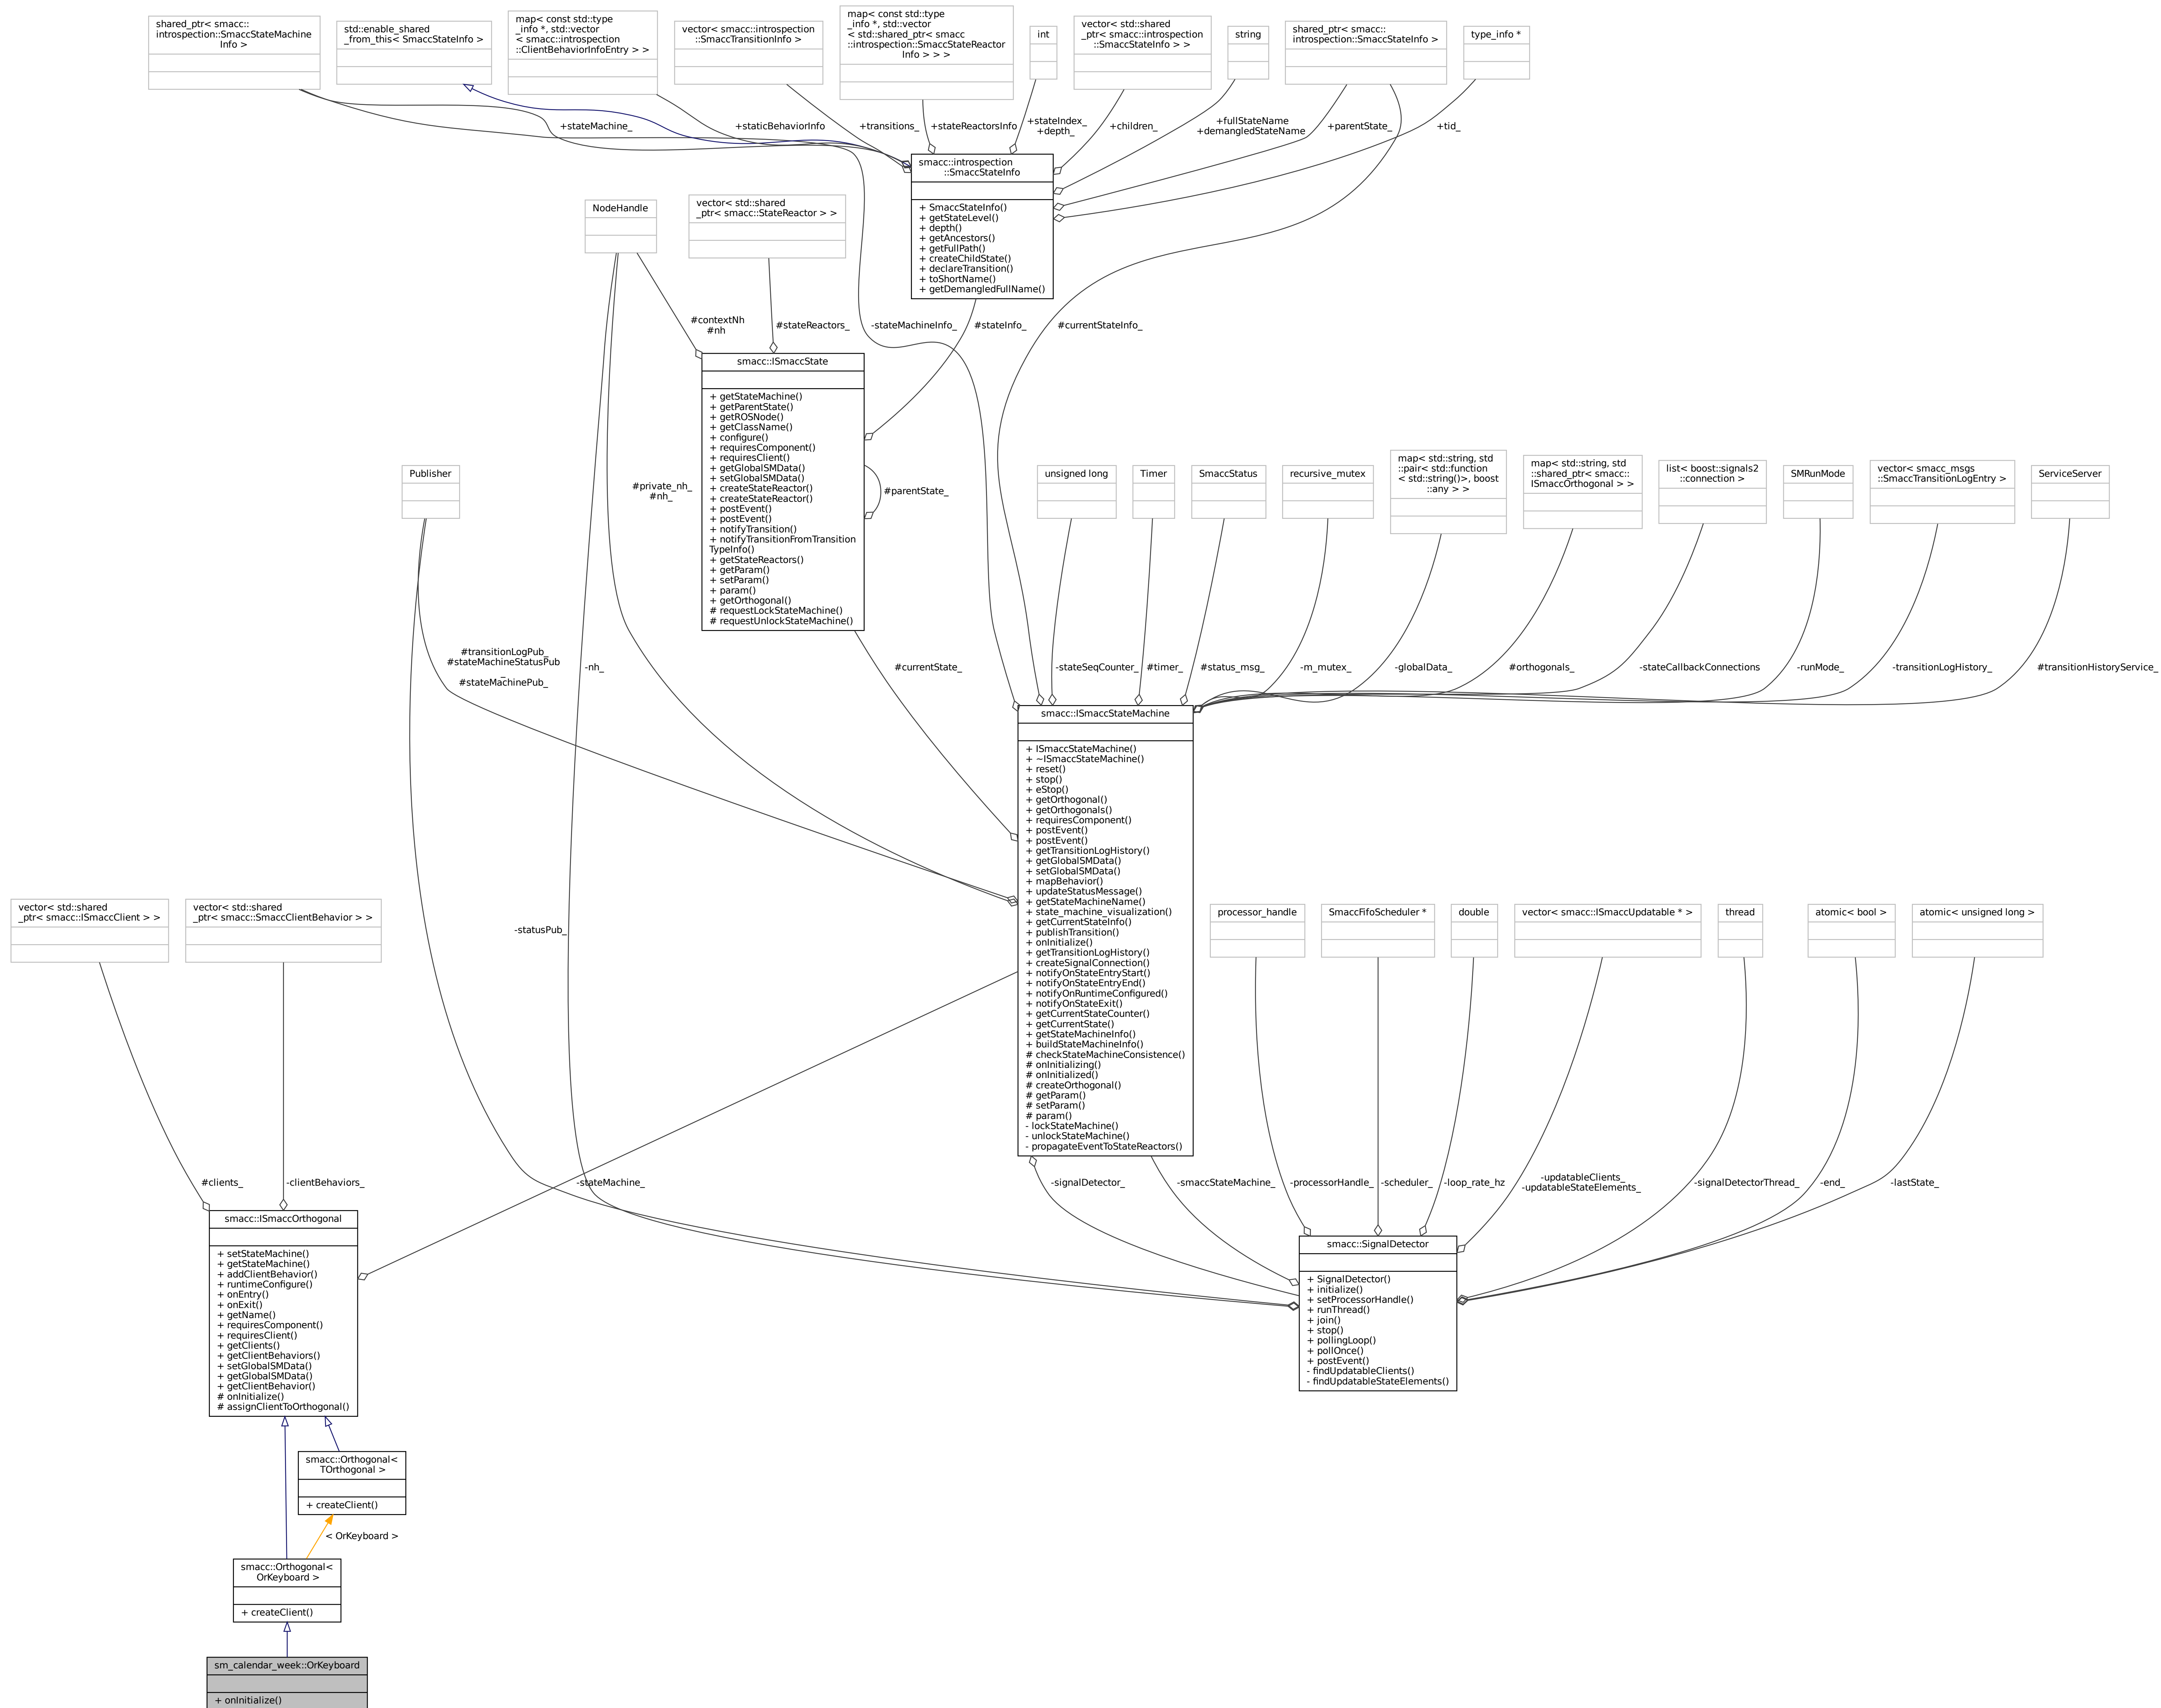 shared_ptr< smacc::
introspection::SmaccStateMachine
Info >
std::enable_shared
_from_this< SmaccStateInfo >
map< const std::type
_info *, std::vector
< smacc::introspection
::ClientBehaviorInfoEntry > >
vector< smacc::introspection
::SmaccTransitionInfo >
map< const std::type
_info *, std::vector
< std::shared_ptr< smacc
::introspection::SmaccStateReactor
Info > > >
int
vector< std::shared
_ptr< smacc::introspection
::SmaccStateInfo > >
string
shared_ptr< smacc::
introspection::SmaccStateInfo >
type_info *
+stateMachine_
+staticBehaviorInfo
+transitions_
+stateReactorsInfo
+stateIndex_
+depth_
+children_
+fullStateName
+demangledStateName
+parentState_
+tid_
smacc::introspection
::SmaccStateInfo
+ SmaccStateInfo()
+ getStateLevel()
+ depth()
+ getAncestors()
+ getFullPath()
+ createChildState()
+ declareTransition()
+ toShortName()
+ getDemangledFullName()
NodeHandle
vector< std::shared
_ptr< smacc::StateReactor > >
#contextNh
#nh
#stateReactors_
-stateMachineInfo_
#stateInfo_
#currentStateInfo_
smacc::ISmaccState
+ getStateMachine()
+ getParentState()
+ getROSNode()
+ getClassName()
+ configure()
+ requiresComponent()
+ requiresClient()
+ getGlobalSMData()
+ setGlobalSMData()
+ createStateReactor()
+ createStateReactor()
+ postEvent()
+ postEvent()
+ notifyTransition()
+ notifyTransitionFromTransition
TypeInfo()
+ getStateReactors()
+ getParam()
+ setParam()
+ param()
+ getOrthogonal()
# requestLockStateMachine()
# requestUnlockStateMachine()
#parentState_
Publisher
#private_nh_
#nh_
unsigned long
Timer
SmaccStatus
recursive_mutex
map< std::string, std
::pair< std::function
< std::string()>, boost
::any > >
map< std::string, std
::shared_ptr< smacc::
ISmaccOrthogonal > >
list< boost::signals2
::connection >
SMRunMode
vector< smacc_msgs
::SmaccTransitionLogEntry >
ServiceServer
#transitionLogPub_
#stateMachineStatusPub
_
#stateMachinePub_
-nh_
#currentState_
-stateSeqCounter_
#timer_
#status_msg_
-m_mutex_
-globalData_
#orthogonals_
-stateCallbackConnections
-runMode_
-transitionLogHistory_
#transitionHistoryService_
smacc::ISmaccStateMachine
+ ISmaccStateMachine()
+ ~ISmaccStateMachine()
+ reset()
+ stop()
+ eStop()
+ getOrthogonal()
+ getOrthogonals()
+ requiresComponent()
+ postEvent()
+ postEvent()
+ getTransitionLogHistory()
+ getGlobalSMData()
+ setGlobalSMData()
+ mapBehavior()
+ updateStatusMessage()
+ getStateMachineName()
+ state_machine_visualization()
+ getCurrentStateInfo()
+ publishTransition()
+ onInitialize()
+ getTransitionLogHistory()
+ createSignalConnection()
+ notifyOnStateEntryStart()
+ notifyOnStateEntryEnd()
+ notifyOnRuntimeConfigured()
+ notifyOnStateExit()
+ getCurrentStateCounter()
+ getCurrentState()
+ getStateMachineInfo()
+ buildStateMachineInfo()
# checkStateMachineConsistence()
# onInitializing()
# onInitialized()
# createOrthogonal()
# getParam()
# setParam()
# param()
- lockStateMachine()
- unlockStateMachine()
- propagateEventToStateReactors()
vector< std::shared
_ptr< smacc::ISmaccClient > >
vector< std::shared
_ptr< smacc::SmaccClientBehavior > >
-statusPub_
processor_handle
SmaccFifoScheduler *
double
vector< smacc::ISmaccUpdatable * >
thread
atomic< bool >
atomic< unsigned long >
#clients_
-clientBehaviors_
-stateMachine_
-signalDetector_
-smaccStateMachine_
-processorHandle_
-scheduler_
-loop_rate_hz
-updatableClients_
-updatableStateElements_
-signalDetectorThread_
-end_
-lastState_
smacc::ISmaccOrthogonal
+ setStateMachine()
+ getStateMachine()
+ addClientBehavior()
+ runtimeConfigure()
+ onEntry()
+ onExit()
+ getName()
+ requiresComponent()
+ requiresClient()
+ getClients()
+ getClientBehaviors()
+ setGlobalSMData()
+ getGlobalSMData()
+ getClientBehavior()
# onInitialize()
# assignClientToOrthogonal()
smacc::SignalDetector
+ SignalDetector()
+ initialize()
+ setProcessorHandle()
+ runThread()
+ join()
+ stop()
+ pollingLoop()
+ pollOnce()
+ postEvent()
- findUpdatableClients()
- findUpdatableStateElements()
smacc::Orthogonal<
TOrthogonal >
+ createClient()
< OrKeyboard >
smacc::Orthogonal<
OrKeyboard >
+ createClient()
sm_calendar_week::OrKeyboard
+ onInitialize()